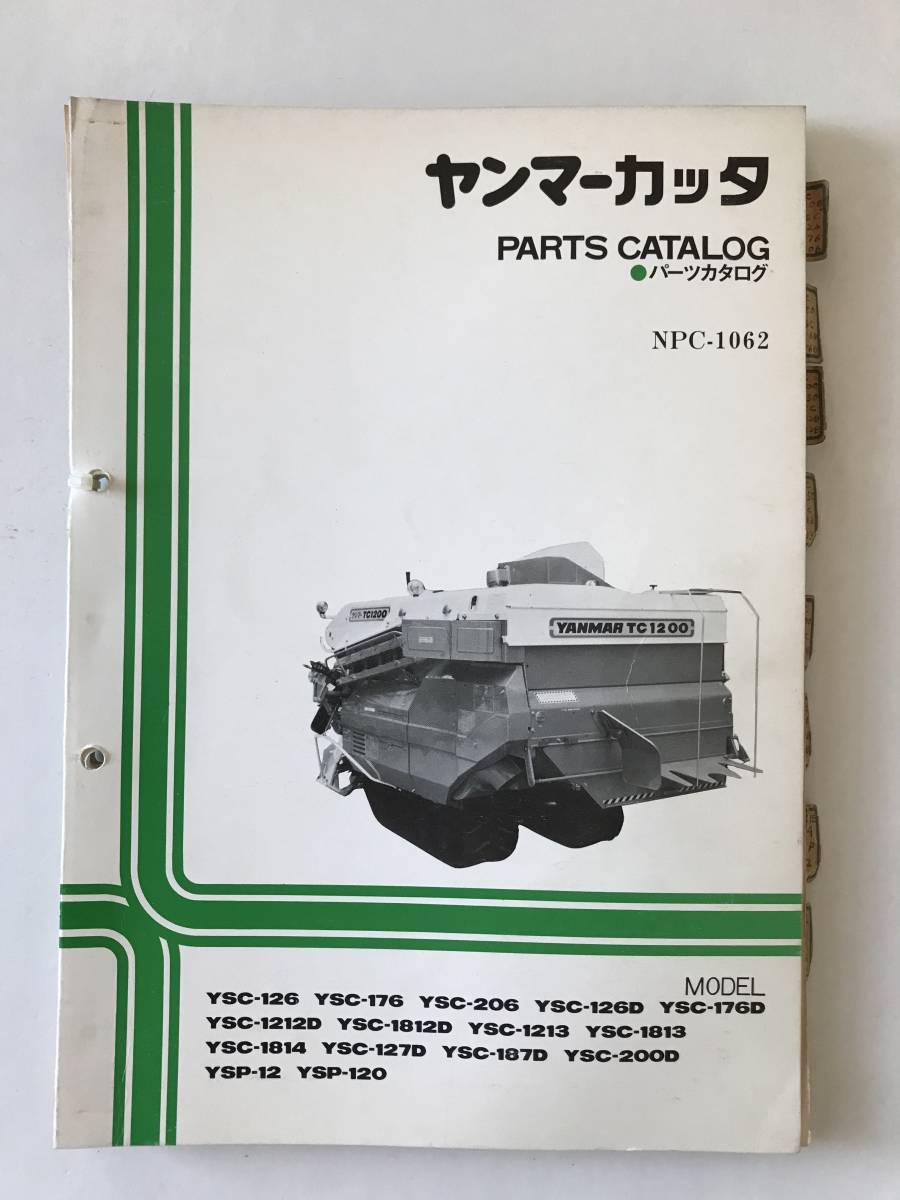 ヤンマーカッタ
PARTS CATALOG
●パーツカタログ
NPC-1062
TC1200
YANMAR TC1200
MODEL
YSC-126 YSC-176 YSC-206 YSC-126D YSC-176D
YSC-1212D YSC-1812D YSC-1213 YSC-1813
YSC-1814 YSC-127D YSC-187D YSC-200D
YSP-12 YSP-120